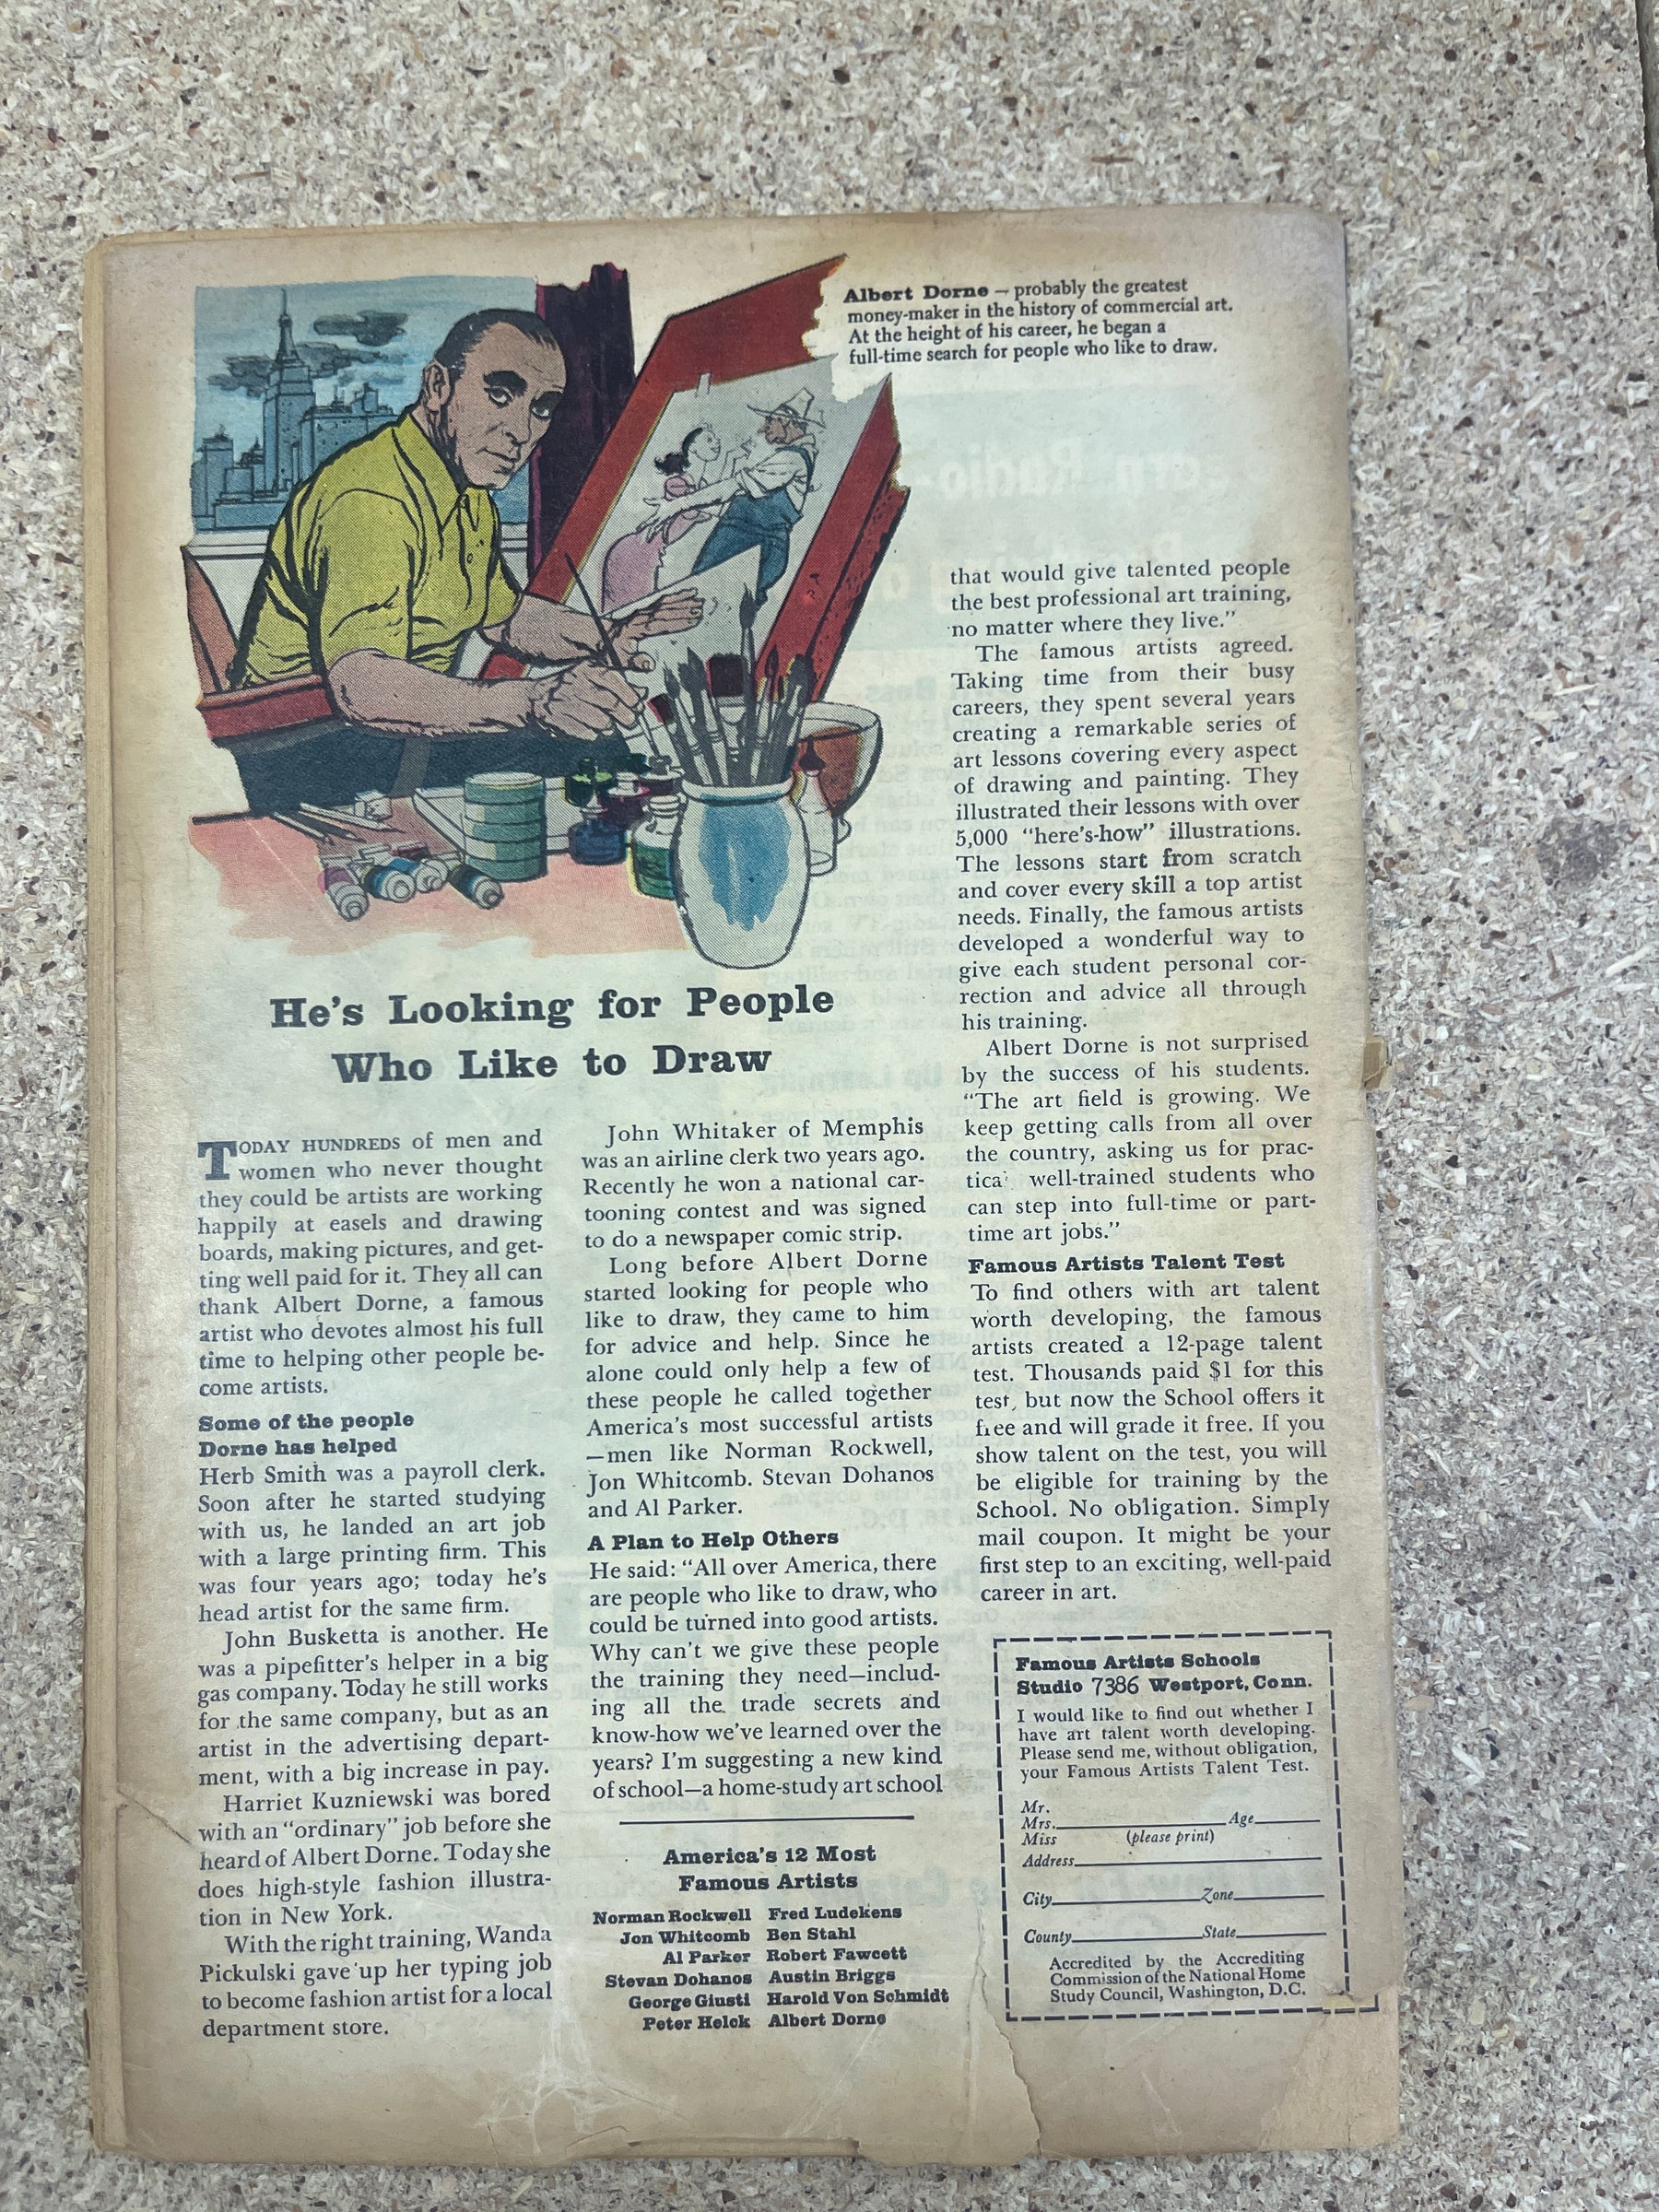 Albert Dorne — probably the greatest
money-maker in the history of commercial art.
At the height of his career, he began a
full-time search for people who like to draw.
He's Looking for People
Who Like to Draw
TODAY HUNDREDS of men and
women who never thought
they could be artists are working
happily at easels and drawing
boards, making pictures, and get-
ting well paid for it. They all can
thank Albert Dorne, a famous
artist who devotes almost his full
time to helping other people be-
come artists.
Some of the people
Dorne has helped
Herb Smith was a payroll clerk.
Soon after he started studying
with us, he landed an art job
with a large printing firm. This
was four years ago; today he's
head artist for the same firm.
John Busketta is another. He
was a pipefitter's helper in a big
gas company. Today he still works
for the same company, but as an
artist in the advertising depart-
ment, with a big increase in pay.
Harriet Kuzniewski was bored
with an "ordinary" job before she
heard of Albert Dorne. Today she
does high-style fashion illustra-
tion in New York.
With the right training, Wanda
Pickulski gave up her typing job
to become fashion artist for a local
department store.
John Whitaker of Memphis
was an airline clerk two years ago.
Recently he won a national car-
tooning contest and was signed
to do a newspaper comic strip.
Long before Albert Dorne
started looking for people who
like to draw, they came to him
for advice and help. Since he
alone could only help a few of
these people he called together
America's most successful artists
—men like Norman Rockwell,
Jon Whitcomb. Stevan Dohanos
and Al Parker.
A Plan to Help Others
He said: "All over America, there
are people who like to draw, who
could be turned into good artists.
Why can't we give these people
the training they need—includ-
ing all the trade secrets and
know-how we've learned over the
years? I'm suggesting a new kind
of school—a home-study art school
America's 12 Most
Famous Artists
Norman Rockwell Fred Ludekens
Jon Whitcomb Ben Stahl
Al Parker Robert Fawcett
Stevan Dohanos Austin Briggs
George Giusti Harold Von Schmidt
Peter Helck Albert Dorne
that would give talented people
the best professional art training,
no matter where they live."
The famous artists agreed.
Taking time from their busy
careers, they spent several years
creating a remarkable series of
art lessons covering every aspect
of drawing and painting. They
illustrated their lessons with over
5,000 "here's-how" illustrations.
The lessons start from scratch
and cover every skill a top artist
needs. Finally, the famous artists
developed a wonderful way to
give each student personal cor-
rection and advice all through
his training.
Albert Dorne is not surprised
by the success of his students.
"The art field is growing. We
keep getting calls from all over
the country, asking us for prac-
tical well-trained students who
can step into full-time or part-
time art jobs."
Famous Artists Talent Test
To find others with art talent
worth developing, the famous
artists created a 12-page talent
test. Thousands paid $1 for this
test, but now the School offers it
free and will grade it free. If you
show talent on the test, you will
be eligible for training by the
School. No obligation. Simply
mail coupon. It might be your
first step to an exciting, well-paid
career in art.
Famous Artists Schools
Studio 7386 Westport, Conn.
I would like to find out whether I
have art talent worth developing.
Please send me, without obligation,
your Famous Artists Talent Test.
Mr.
Mrs. Age
Miss (please print)
Address
City Zone
County State
Accredited by the Accrediting
Commission of the National Home
Study Council, Washington, D.C.